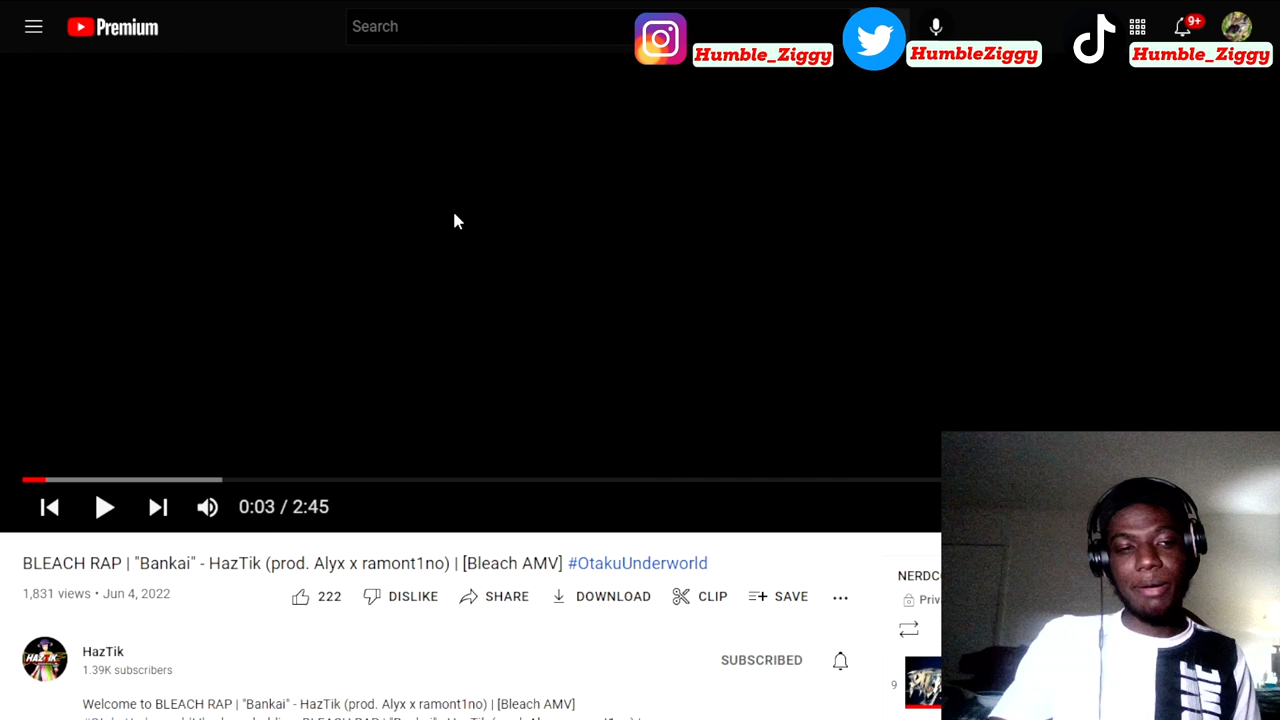 Premium
Search
9+
Humble_Ziggy
HumbleZiggy
Humble_Ziggy
0:03 / 2:45
BLEACH RAP | "Bankai" - HazTik (prod. Alyx x ramont1no) | [Bleach AMV] #OtakuUnderworld
1,831 views • Jun 4, 2022
222
DISLIKE
SHARE
DOWNLOAD
CLIP
SAVE
NERDC
Priv
HazTik
1.39K subscribers
SUBSCRIBED
9
Welcome to BLEACH RAP | "Bankai" - HazTik (prod. Alyx x ramont1no) | [Bleach AMV]